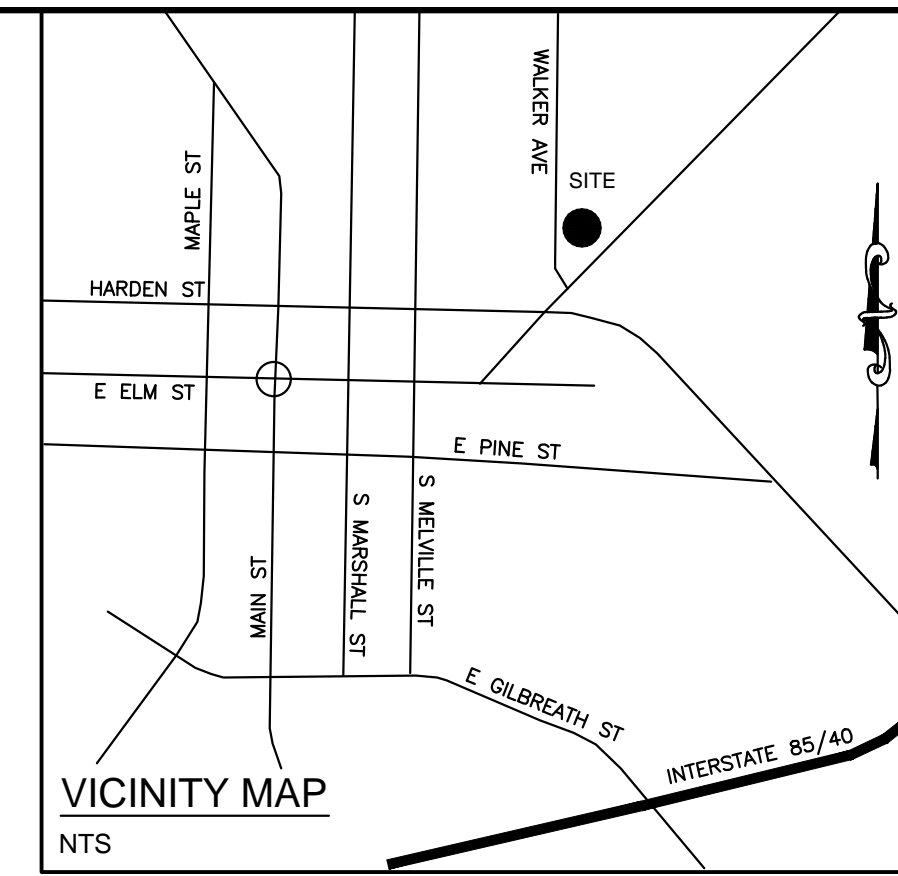 WALKER AVE
SITE
MAPLE ST
HARDEN ST
E ELM ST
E PINE ST
S MELVILLE ST
S MARSHALL ST
MAIN ST
E GILBREATH ST
INTERSTATE 85/40
VICINITY MAP
NTS